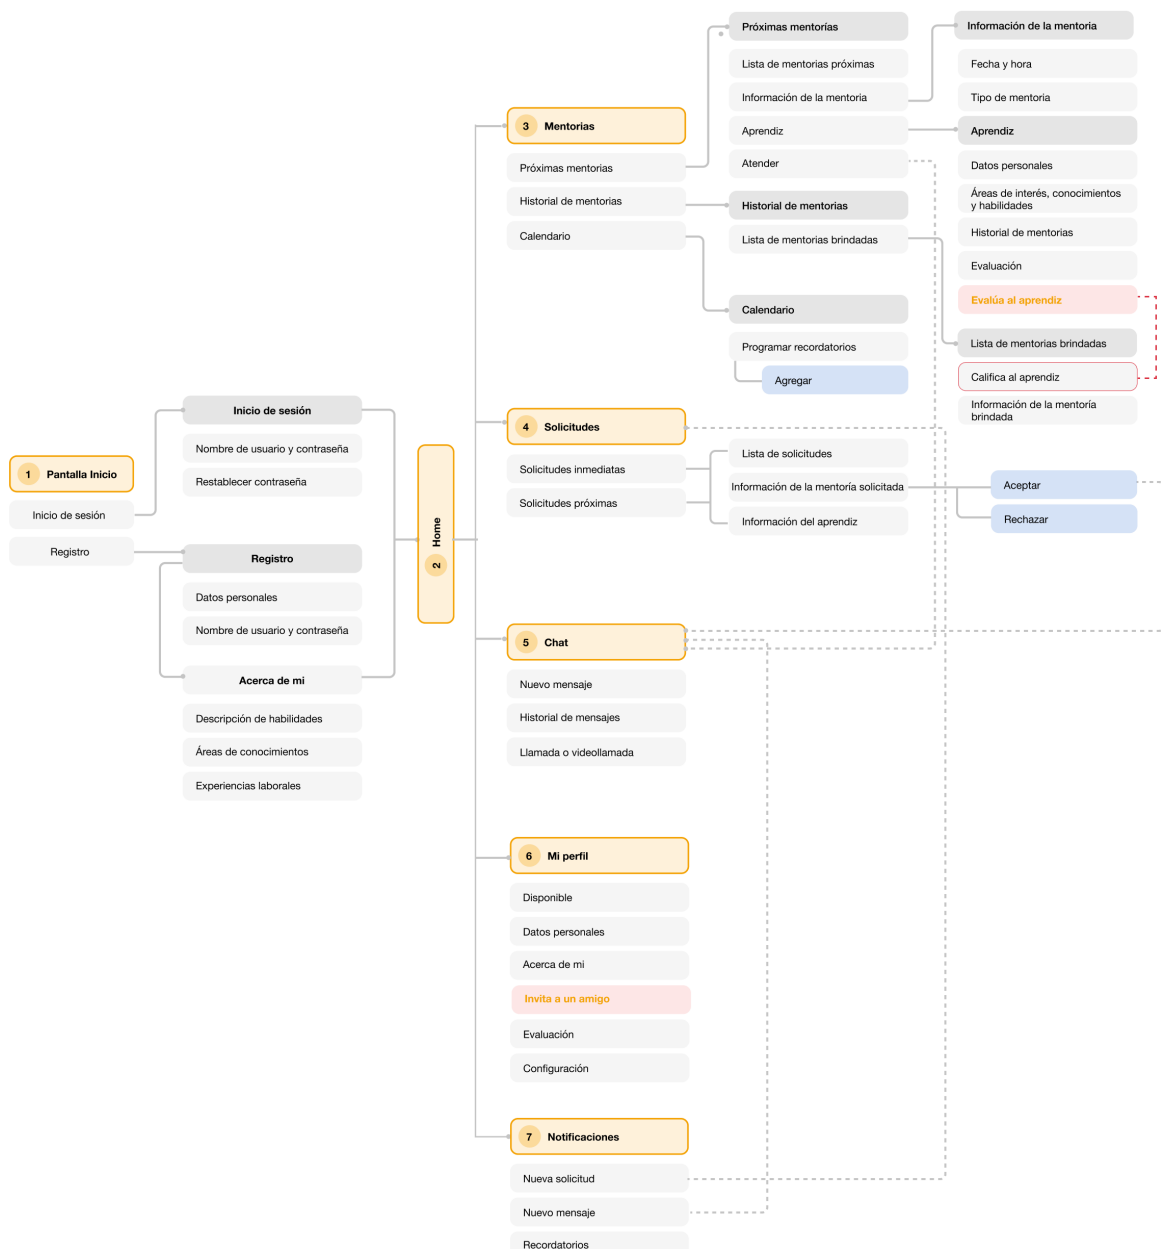 1 Pantalla Inicio
Inicio de sesión
Registro
Inicio de sesión
Nombre de usuario y contraseña
Restablecer contraseña
Registro
Datos personales
Nombre de usuario y contraseña
Acerca de mi
Descripción de habilidades
Áreas de conocimientos
Experiencias laborales
2 Home
3 Mentorias
Próximas mentorias
Historial de mentorias
Calendario
Próximas mentorías
Lista de mentorias próximas
Información de la mentoria
Aprendiz
Atender
Historial de mentorias
Lista de mentorias brindadas
Calendario
Programar recordatorios
Agregar
Información de la mentoria
Fecha y hora
Tipo de mentoria
Aprendiz
Datos personales
Áreas de interés, conocimientos
y habilidades
Historial de mentorias
Evaluación
Evalúa al aprendiz
Lista de mentorias brindadas
Califica al aprendiz
Información de la mentoría
brindada
4 Solicitudes
Solicitudes inmediatas
Solicitudes próximas
Lista de solicitudes
Información de la mentoría solicitada
Información del aprendiz
Aceptar
Rechazar
5 Chat
Nuevo mensaje
Historial de mensajes
Llamada o videollamada
6 Mi perfil
Disponible
Datos personales
Acerca de mi
Invita a un amigo
Evaluación
Configuración
7 Notificaciones
Nueva solicitud
Nuevo mensaje
Recordatorios